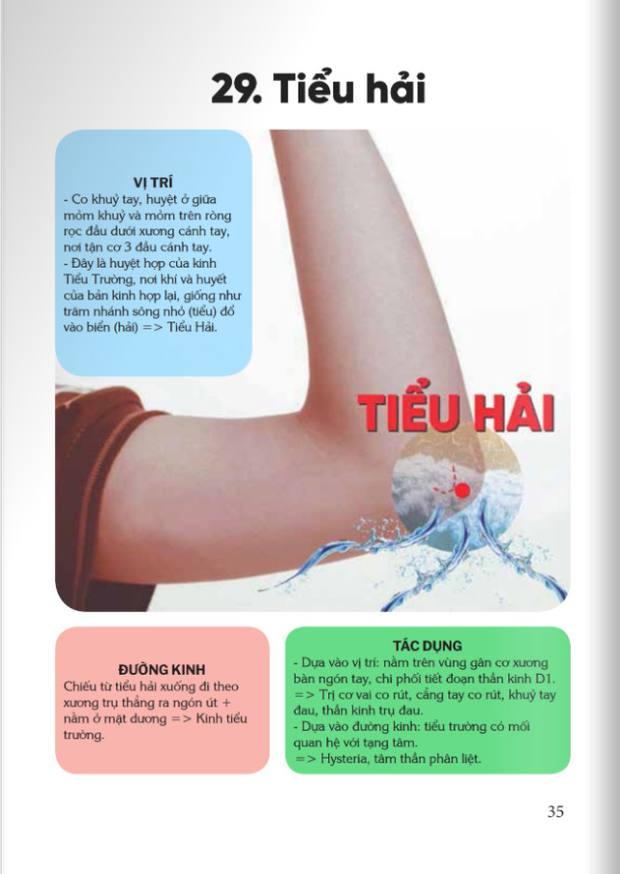 29. Tiểu hải
VỊ TRÍ
- Co khuỷ tay, huyệt ở giữa
mỏm khuỷ và mỏm trên ròng
rọc đầu dưới xương cánh tay,
nơi tận cơ 3 đầu cánh tay.
- Đây là huyệt hợp của kinh
Tiểu Trường, nơi khí và huyết
của bản kinh hợp lại, giống như
trăm nhánh sông nhỏ (tiểu) đổ
vào biển (hải) => Tiểu Hải.
TIỂU HẢI
ĐƯỜNG KINH
Chiếu từ tiểu hải xuống đi theo
xương trụ thẳng ra ngón út +
nằm ở mặt dương => Kinh tiểu
trường.
TÁC DỤNG
- Dựa vào vị trí: nằm trên vùng gân cơ xương
bàn ngón tay, chi phối tiết đoạn thần kinh D1.
=> Trị cơ vai co rút, cẳng tay co rút, khuỷ tay
đau, thần kinh trụ đau.
- Dựa vào đường kinh: tiểu trường có mối
quan hệ với tạng tâm.
=> Hysteria, tâm thần phân liệt.
35